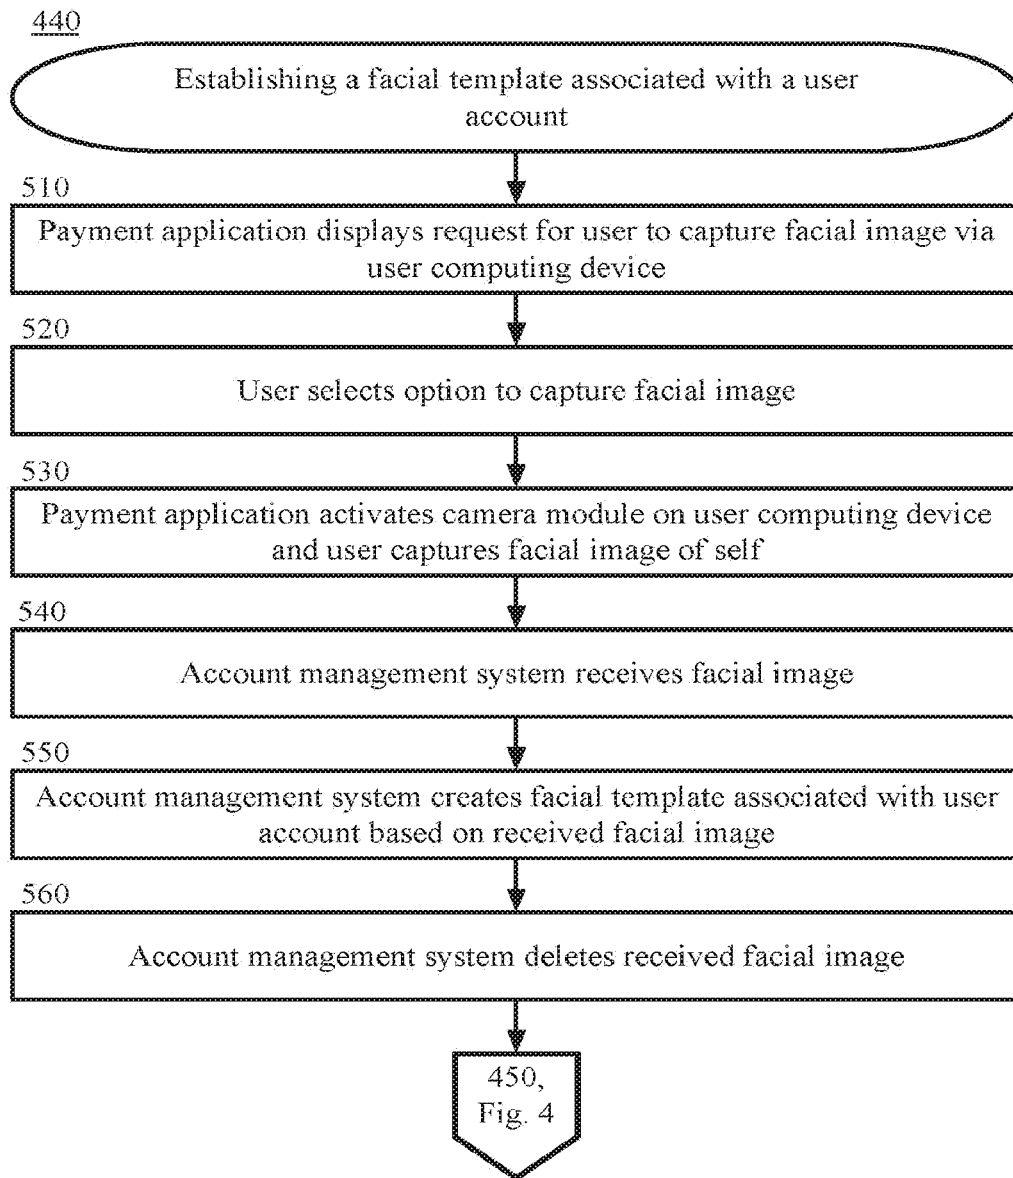 440
Establishing a facial template associated with a user
account
510
Payment application displays request for user to capture facial image via
user computing device
520
User selects option to capture facial image
530
Payment application activates camera module on user computing device
and user captures facial image of self
540
Account management system receives facial image
550
Account management system creates facial template associated with user
account based on received facial image
560
Account management system deletes received facial image
450,
Fig. 4